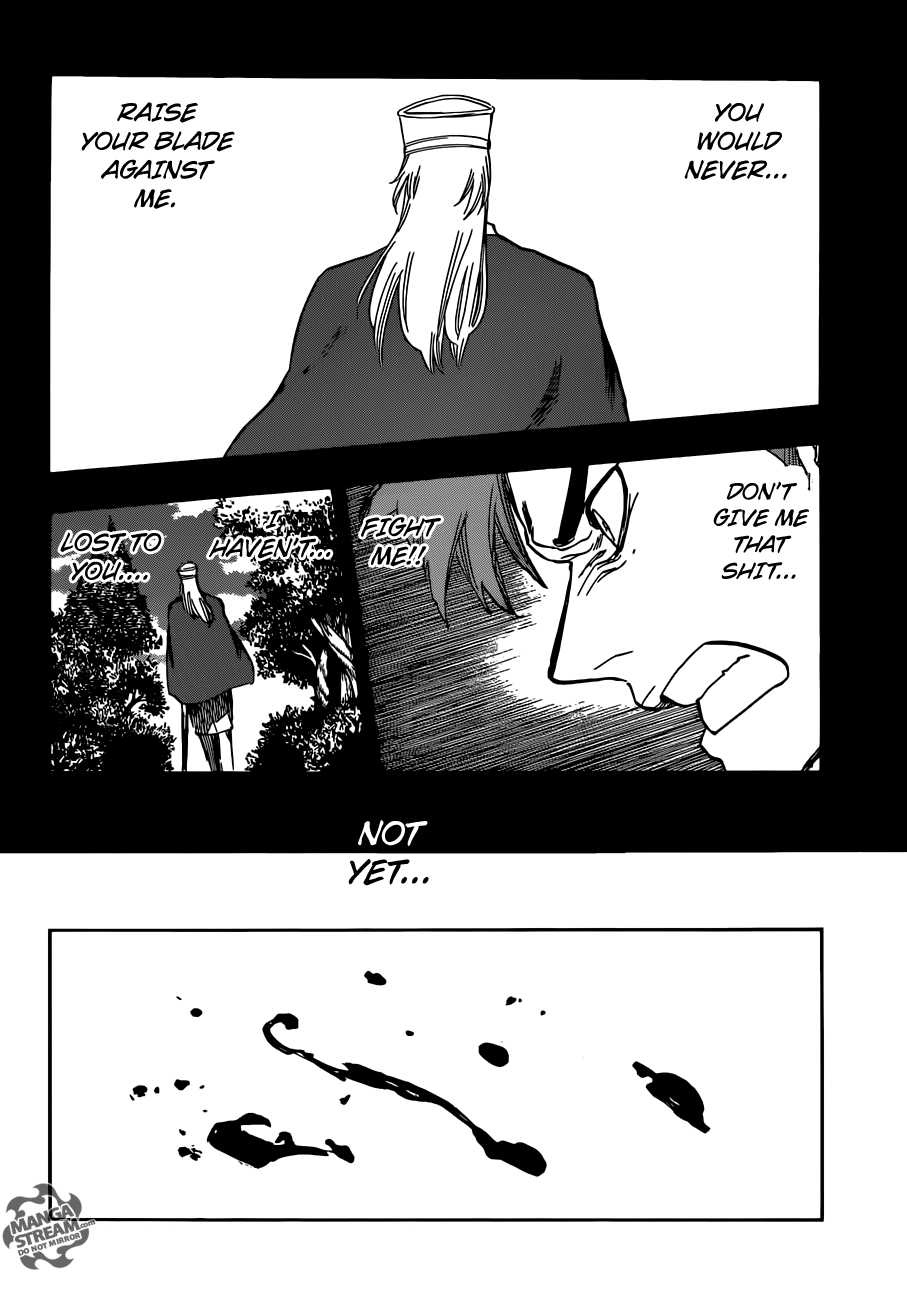 YOU
WOULD
NEVER...
RAISE
YOUR BLADE
AGAINST
ME.
DON'T
GIVE ME
THAT
SHIT...
FIGHT
ME!!
I
HAVEN'T...
LOST TO
YOU....
NOT
YET...
MANGA
STREAM.com
DO NOT MIRROR